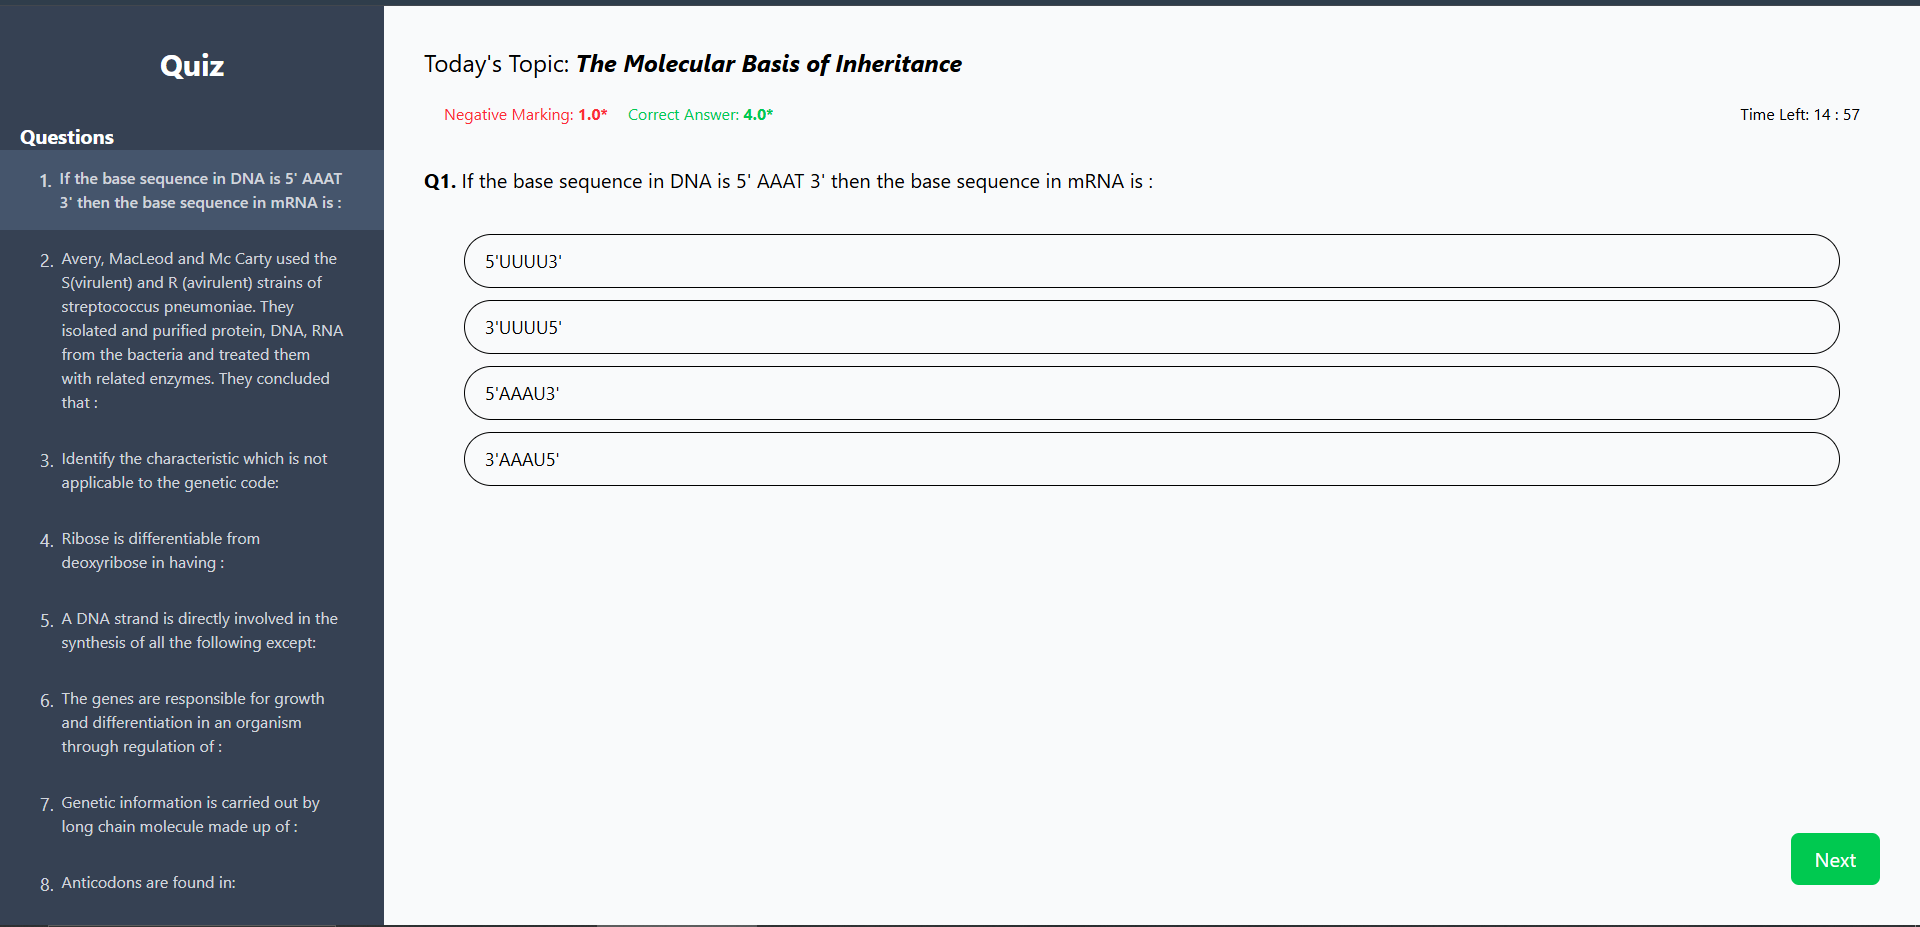 Quiz
Questions
1. If the base sequence in DNA is 5' AAAT
3' then the base sequence in mRNA is :
2. Avery, MacLeod and Mc Carty used the
S(virulent) and R (avirulent) strains of
streptococcus pneumoniae. They
isolated and purified protein, DNA, RNA
from the bacteria and treated them
with related enzymes. They concluded
that :
3. Identify the characteristic which is not
applicable to the genetic code:
4. Ribose is differentiable from
deoxyribose in having :
5. A DNA strand is directly involved in the
synthesis of all the following except:
6. The genes are responsible for growth
and differentiation in an organism
through regulation of :
7. Genetic information is carried out by
long chain molecule made up of :
8. Anticodons are found in:
Today's Topic: The Molecular Basis of Inheritance
Negative Marking: 1.0* Correct Answer: 4.0* Time Left: 14 : 57
Q1. If the base sequence in DNA is 5' AAAT 3' then the base sequence in mRNA is :
5'UUUU3'
3'UUUU5'
5'AAAU3'
3'AAAU5'
Next